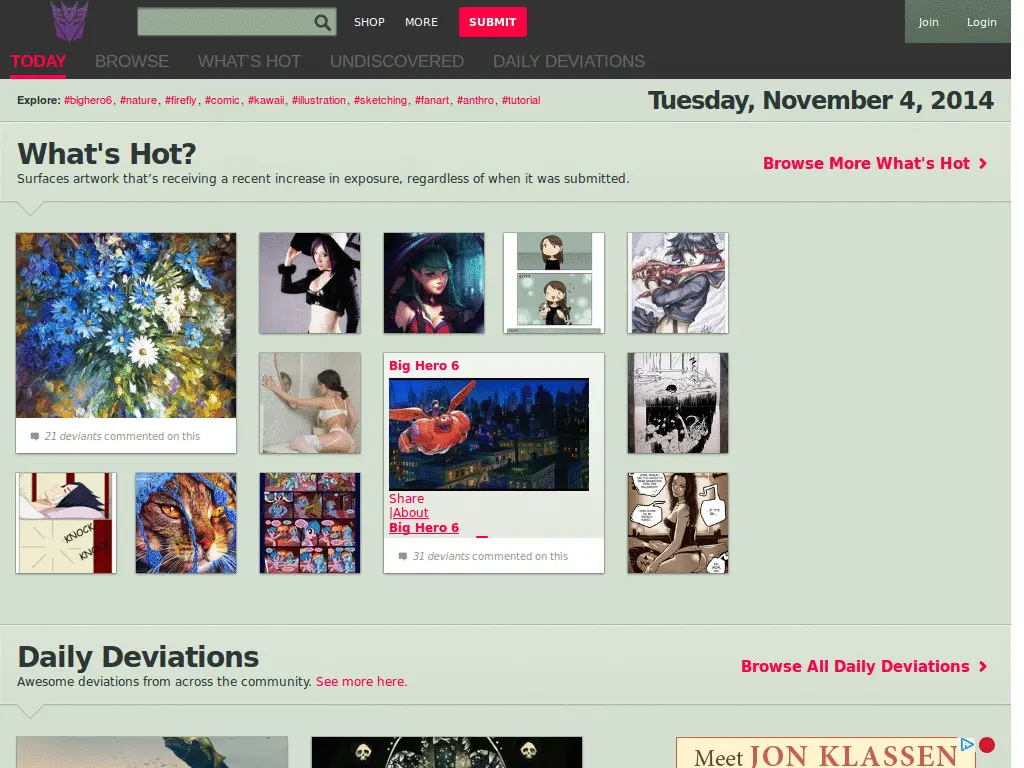 SHOP MORE SUBMIT Join Login
TODAY BROWSE WHAT'S HOT UNDISCOVERED DAILY DEVIATIONS
Explore: #bighero6, #nature, #firefly, #comic, #kawaii, #illustration, #sketching, #fanart, #anthro, #tutorial
Tuesday, November 4, 2014
What's Hot?
Surfaces artwork that's receiving a recent increase in exposure, regardless of when it was submitted.
Browse More What's Hot
21 deviants commented on this
Big Hero 6
Share
|About
Big Hero 6
31 deviants commented on this
KNOCK
KNOCK
Daily Deviations
Awesome deviations from across the community. See more here.
Browse All Daily Deviations
Meet JON KLASSEN